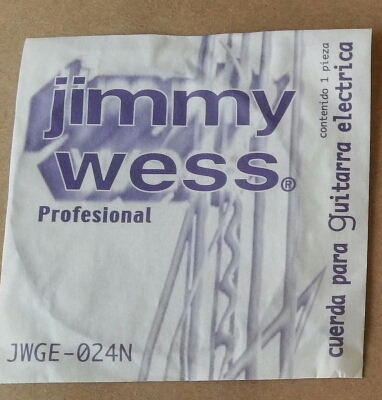 jimmy
wess®
Profesional
JWGE-024N
contenido 1 pieza
cuerda para guitarra electrica